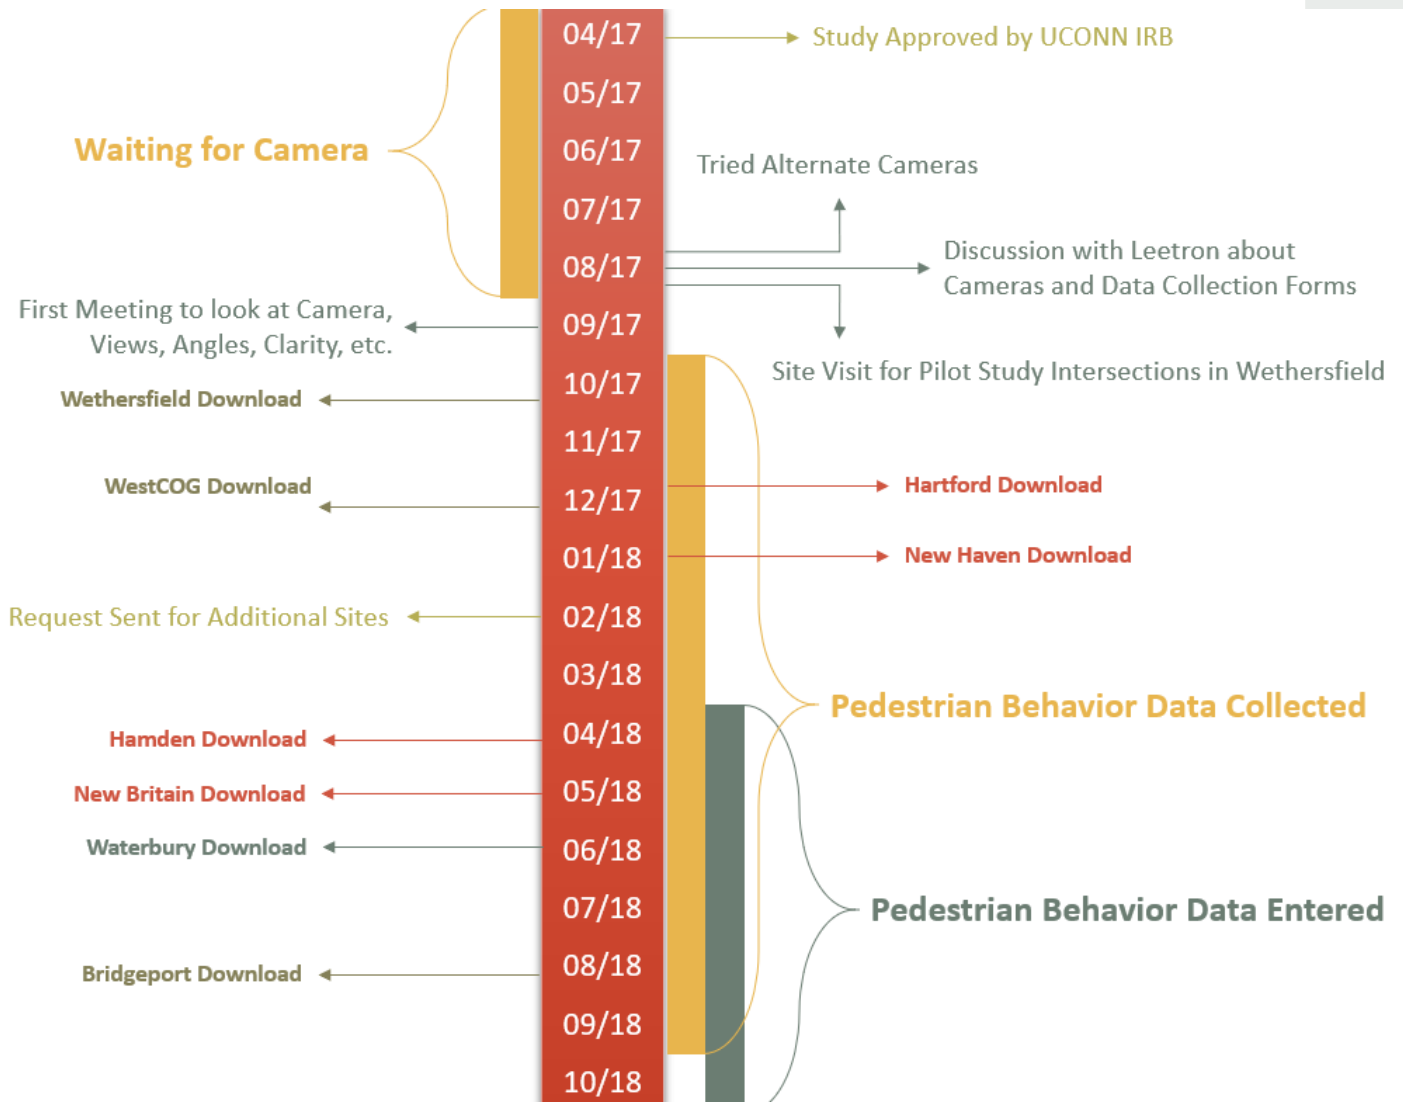 04/17
Study Approved by UCONN IRB
05/17
Waiting for Camera
06/17
Tried Alternate Cameras
07/17
08/17
Discussion with Leetron about
Cameras and Data Collection Forms
First Meeting to look at Camera,
Views, Angles, Clarity, etc.
09/17
Site Visit for Pilot Study Intersections in Wethersfield
10/17
Wethersfield Download
11/17
WestCOG Download
Hartford Download
12/17
01/18
New Haven Download
Request Sent for Additional Sites
02/18
03/18
Pedestrian Behavior Data Collected
Hamden Download
04/18
New Britain Download
05/18
Waterbury Download
06/18
07/18
Pedestrian Behavior Data Entered
Bridgeport Download
08/18
09/18
10/18